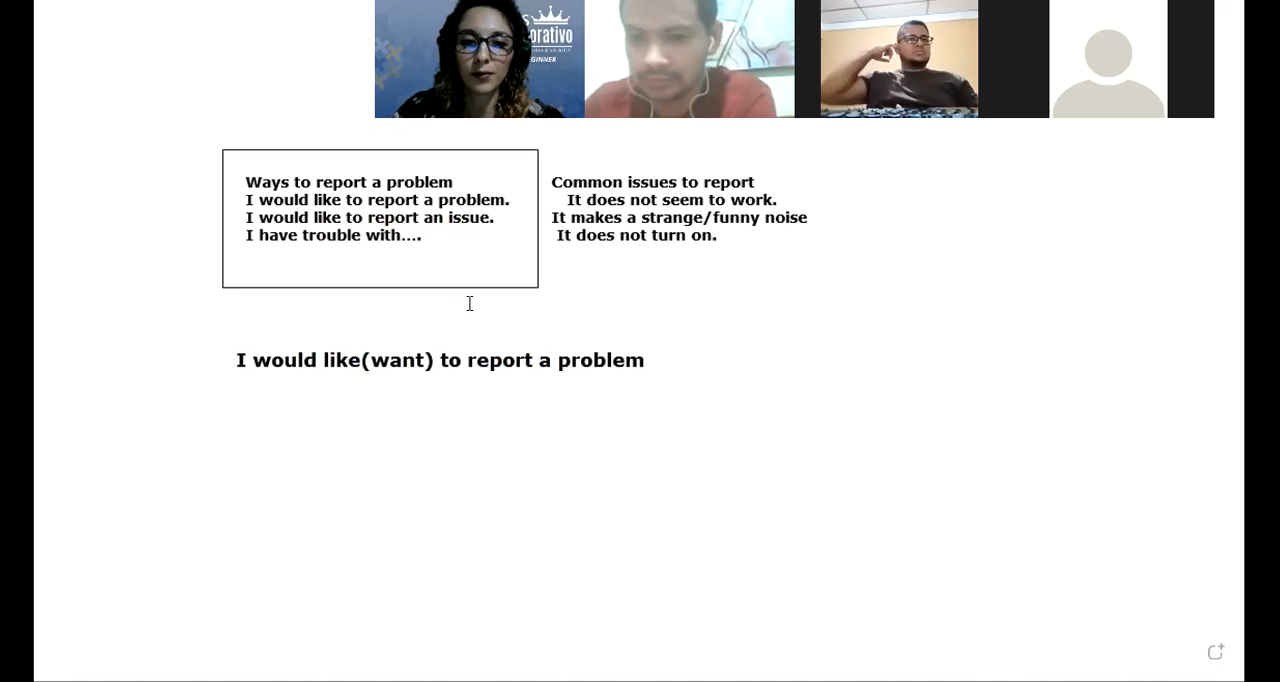 orativo
GINNER
Ways to report a problem
I would like to report a problem.
I would like to report an issue.
I have trouble with....
Common issues to report
It does not seem to work.
It makes a strange/funny noise
It does not turn on.
I would like(want) to report a problem